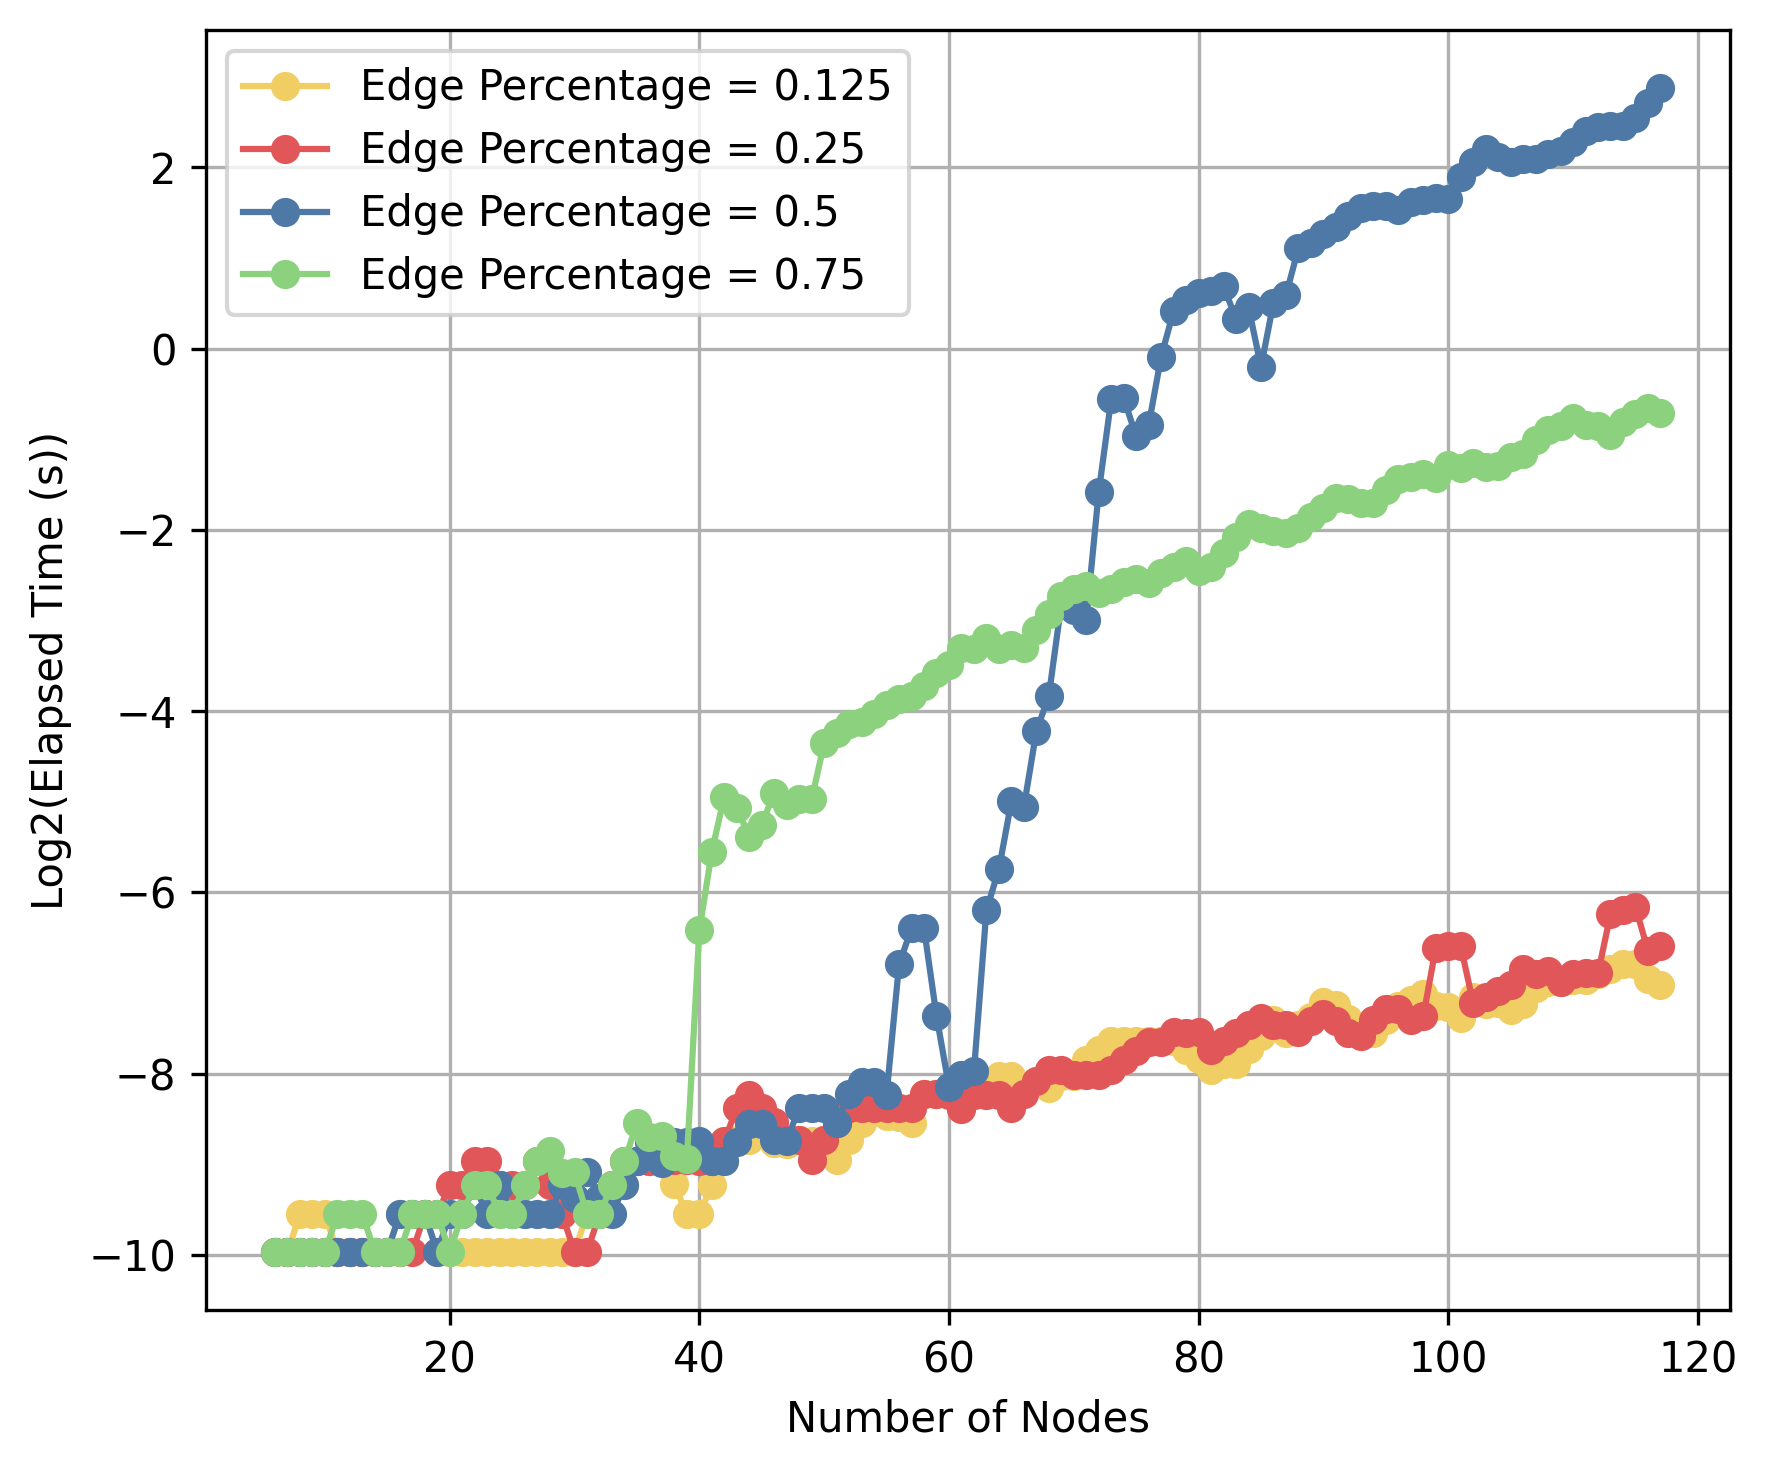 Edge Percentage = 0.125
Edge Percentage = 0.25
Edge Percentage = 0.5
Edge Percentage = 0.75
2
0
−2
−4
−6
−8
−10
Log2(Elapsed Time (s))
20 40 60 80 100 120
Number of Nodes